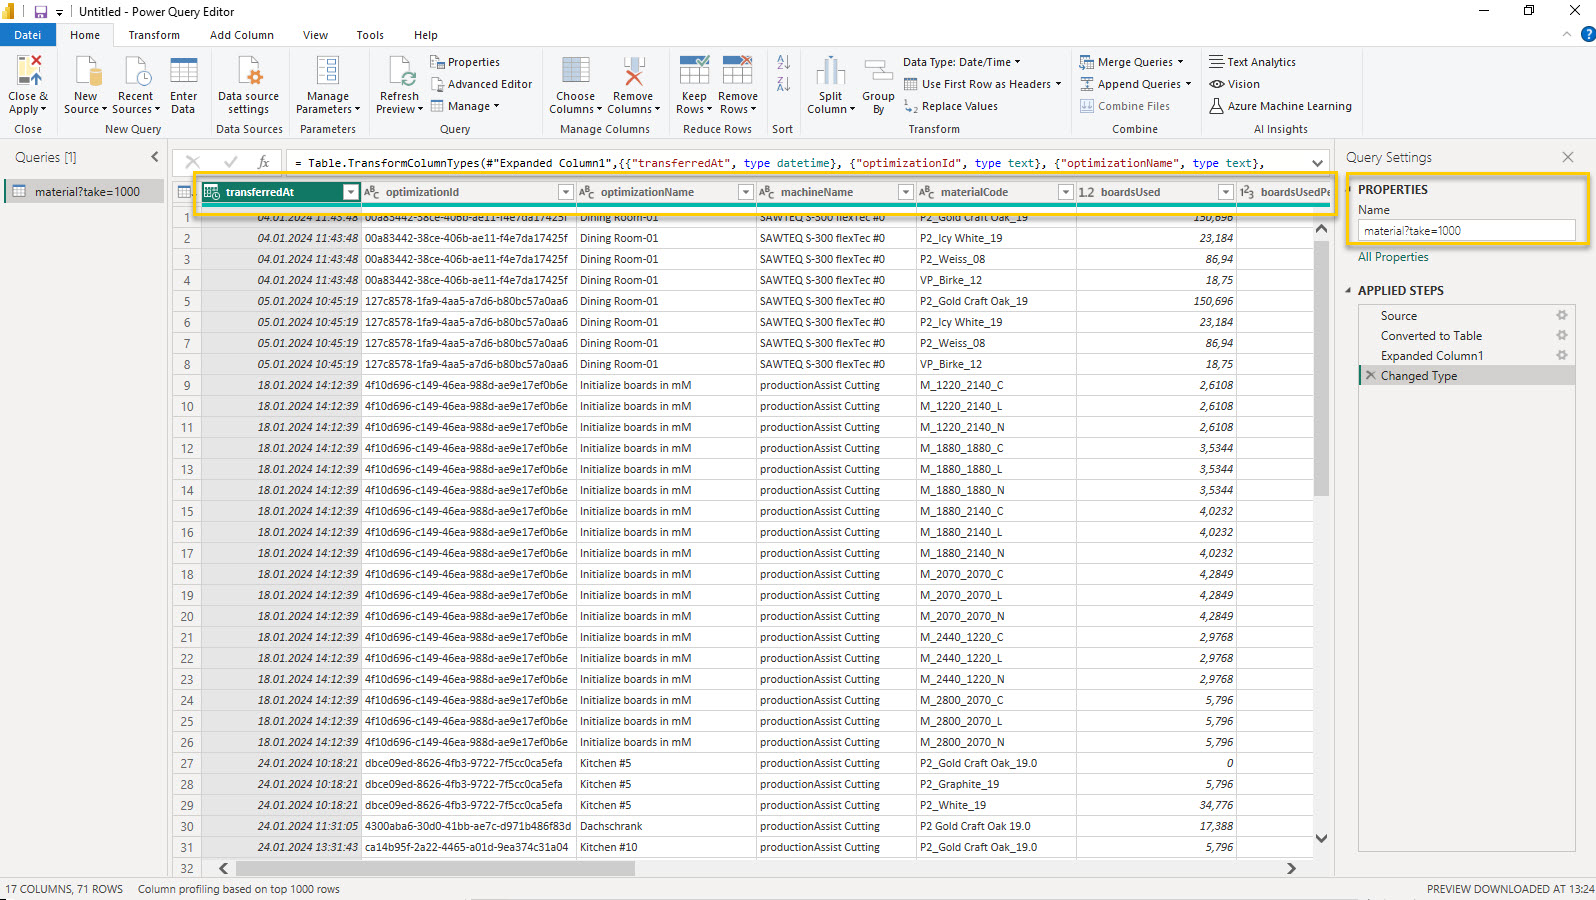 Untitled - Power Query Editor
Datei Home Transform Add Column View Tools Help
Close & Apply
Close
New Source
Recent Sources
Enter Data
New Query
Data source settings
Data Sources
Manage Parameters
Parameters
Refresh Preview
Properties
Advanced Editor
Manage
Query
Choose Columns
Remove Columns
Manage Columns
Keep Rows
Remove Rows
Reduce Rows
Sort
Split Column
Group By
Data Type: Date/Time
Use First Row as Headers
Replace Values
Transform
Merge Queries
Append Queries
Combine Files
Combine
Text Analytics
Vision
Azure Machine Learning
AI Insights
Queries [1]
material?take=1000
fx = Table.TransformColumnTypes(#"Expanded Column1",{{"transferredAt", type datetime}, {"optimizationId", type text}, {"optimizationName", type text},
transferredAt ABC optimizationId ABC optimizationName ABC machineName ABC materialCode 1.2 boardsUsed 123 boardsUsedPe
1 04.01.2024 11:43:48 00a83442-38ce-406b-ae11-f4e7da17425f Dining Room-01 SAWTEQ S-300 flexTec #0 P2_Gold Craft Oak_19 150,696
2 04.01.2024 11:43:48 00a83442-38ce-406b-ae11-f4e7da17425f Dining Room-01 SAWTEQ S-300 flexTec #0 P2_Icy White_19 23,184
3 04.01.2024 11:43:48 00a83442-38ce-406b-ae11-f4e7da17425f Dining Room-01 SAWTEQ S-300 flexTec #0 P2_Weiss_08 86,94
4 04.01.2024 11:43:48 00a83442-38ce-406b-ae11-f4e7da17425f Dining Room-01 SAWTEQ S-300 flexTec #0 VP_Birke_12 18,75
5 05.01.2024 10:45:19 127c8578-1fa9-4aa5-a7d6-b80bc57a0aa6 Dining Room-01 SAWTEQ S-300 flexTec #0 P2_Gold Craft Oak_19 150,696
6 05.01.2024 10:45:19 127c8578-1fa9-4aa5-a7d6-b80bc57a0aa6 Dining Room-01 SAWTEQ S-300 flexTec #0 P2_Icy White_19 23,184
7 05.01.2024 10:45:19 127c8578-1fa9-4aa5-a7d6-b80bc57a0aa6 Dining Room-01 SAWTEQ S-300 flexTec #0 P2_Weiss_08 86,94
8 05.01.2024 10:45:19 127c8578-1fa9-4aa5-a7d6-b80bc57a0aa6 Dining Room-01 SAWTEQ S-300 flexTec #0 VP_Birke_12 18,75
9 18.01.2024 14:12:39 4f10d696-c149-46ea-988d-ae9e17ef0b6e Initialize boards in mM productionAssist Cutting M_1220_2140_C 2,6108
10 18.01.2024 14:12:39 4f10d696-c149-46ea-988d-ae9e17ef0b6e Initialize boards in mM productionAssist Cutting M_1220_2140_L 2,6108
11 18.01.2024 14:12:39 4f10d696-c149-46ea-988d-ae9e17ef0b6e Initialize boards in mM productionAssist Cutting M_1220_2140_N 2,6108
12 18.01.2024 14:12:39 4f10d696-c149-46ea-988d-ae9e17ef0b6e Initialize boards in mM productionAssist Cutting M_1880_1880_C 3,5344
13 18.01.2024 14:12:39 4f10d696-c149-46ea-988d-ae9e17ef0b6e Initialize boards in mM productionAssist Cutting M_1880_1880_L 3,5344
14 18.01.2024 14:12:39 4f10d696-c149-46ea-988d-ae9e17ef0b6e Initialize boards in mM productionAssist Cutting M_1880_1880_N 3,5344
15 18.01.2024 14:12:39 4f10d696-c149-46ea-988d-ae9e17ef0b6e Initialize boards in mM productionAssist Cutting M_1880_2140_C 4,0232
16 18.01.2024 14:12:39 4f10d696-c149-46ea-988d-ae9e17ef0b6e Initialize boards in mM productionAssist Cutting M_1880_2140_L 4,0232
17 18.01.2024 14:12:39 4f10d696-c149-46ea-988d-ae9e17ef0b6e Initialize boards in mM productionAssist Cutting M_1880_2140_N 4,0232
18 18.01.2024 14:12:39 4f10d696-c149-46ea-988d-ae9e17ef0b6e Initialize boards in mM productionAssist Cutting M_2070_2070_C 4,2849
19 18.01.2024 14:12:39 4f10d696-c149-46ea-988d-ae9e17ef0b6e Initialize boards in mM productionAssist Cutting M_2070_2070_L 4,2849
20 18.01.2024 14:12:39 4f10d696-c149-46ea-988d-ae9e17ef0b6e Initialize boards in mM productionAssist Cutting M_2070_2070_N 4,2849
21 18.01.2024 14:12:39 4f10d696-c149-46ea-988d-ae9e17ef0b6e Initialize boards in mM productionAssist Cutting M_2440_1220_C 2,9768
22 18.01.2024 14:12:39 4f10d696-c149-46ea-988d-ae9e17ef0b6e Initialize boards in mM productionAssist Cutting M_2440_1220_L 2,9768
23 18.01.2024 14:12:39 4f10d696-c149-46ea-988d-ae9e17ef0b6e Initialize boards in mM productionAssist Cutting M_2440_1220_N 2,9768
24 18.01.2024 14:12:39 4f10d696-c149-46ea-988d-ae9e17ef0b6e Initialize boards in mM productionAssist Cutting M_2800_2070_C 5,796
25 18.01.2024 14:12:39 4f10d696-c149-46ea-988d-ae9e17ef0b6e Initialize boards in mM productionAssist Cutting M_2800_2070_L 5,796
26 18.01.2024 14:12:39 4f10d696-c149-46ea-988d-ae9e17ef0b6e Initialize boards in mM productionAssist Cutting M_2800_2070_N 5,796
27 24.01.2024 10:18:21 dbce09ed-8626-4fb3-9722-7f5cc0ca5efa Kitchen #5 productionAssist Cutting P2_Gold Craft Oak_19.0 0
28 24.01.2024 10:18:21 dbce09ed-8626-4fb3-9722-7f5cc0ca5efa Kitchen #5 productionAssist Cutting P2_Graphite_19 5,796
29 24.01.2024 10:18:21 dbce09ed-8626-4fb3-9722-7f5cc0ca5efa Kitchen #5 productionAssist Cutting P2_White_19 34,776
30 24.01.2024 11:31:05 4300aba6-30d0-41bb-ae7c-d971b486f83d Dachschrank productionAssist Cutting P2 Gold Craft Oak 19.0 17,388
31 24.01.2024 13:31:43 ca14b95f-2a22-4465-a01d-9ea374c31a04 Kitchen #10 productionAssist Cutting P2_Gold Craft Oak_19.0 5,796
32
Query Settings
PROPERTIES
Name
material?take=1000
All Properties
APPLIED STEPS
Source
Converted to Table
Expanded Column1
Changed Type
17 COLUMNS, 71 ROWS Column profiling based on top 1000 rows
PREVIEW DOWNLOADED AT 13:24